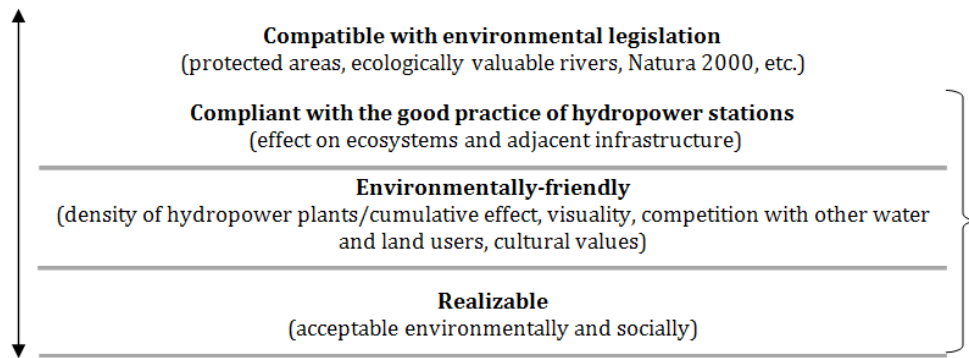 Compatible with environmental legislation
(protected areas, ecologically valuable rivers, Natura 2000, etc.)
Compliant with the good practice of hydropower stations
(effect on ecosystems and adjacent infrastructure)
Environmentally-friendly
(density of hydropower plants/cumulative effect, visuality, competition with other water
and land users, cultural values)
Realizable
(acceptable environmentally and socially)